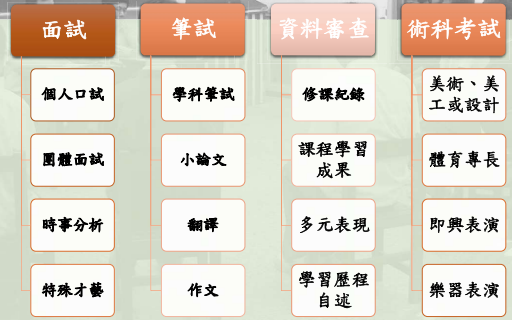 面試
個人口試
團體面試
時事分析
特殊才藝
筆試
學科筆試
小論文
翻譯
作文
資料審查
修課紀錄
課程學習
成果
多元表現
學習歷程
自述
術科考試
美術、美
工或設計
體育專長
即興表演
樂器表演